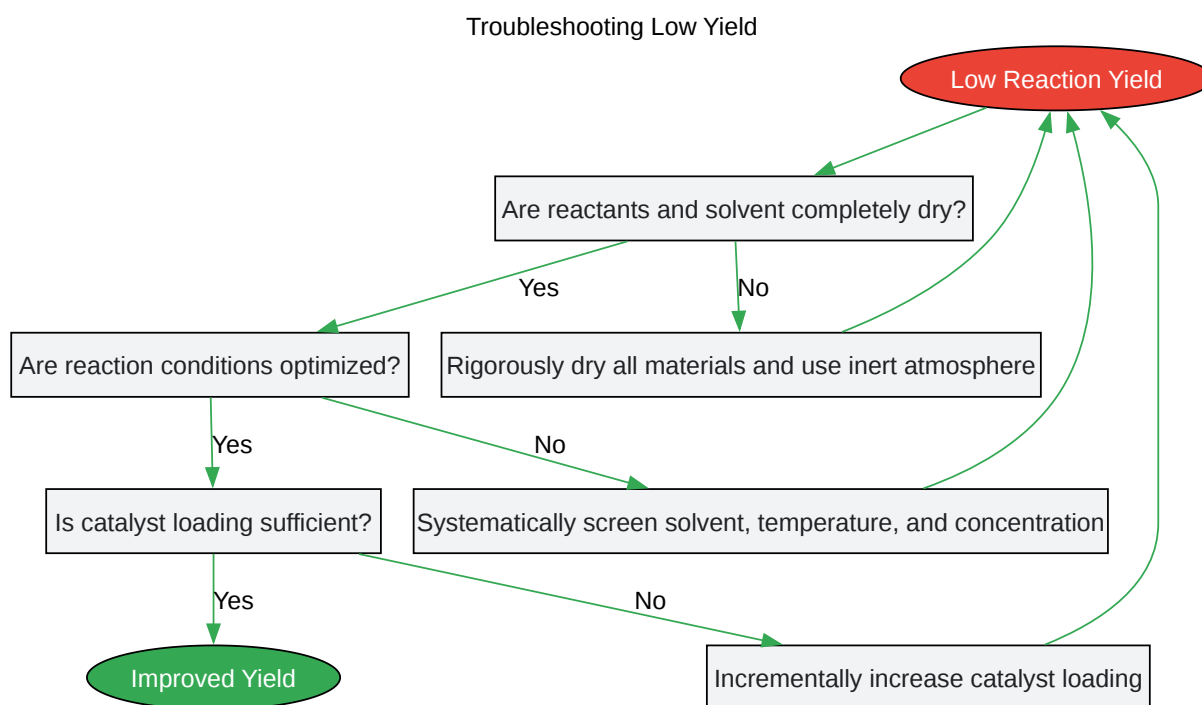 Troubleshooting Low Yield
Low Reaction Yield
Are reactants and solvent completely dry?
Yes
No
Are reaction conditions optimized?
Rigorously dry all materials and use inert atmosphere
Yes
No
Is catalyst loading sufficient?
Systematically screen solvent, temperature, and concentration
Yes
No
Improved Yield
Incrementally increase catalyst loading